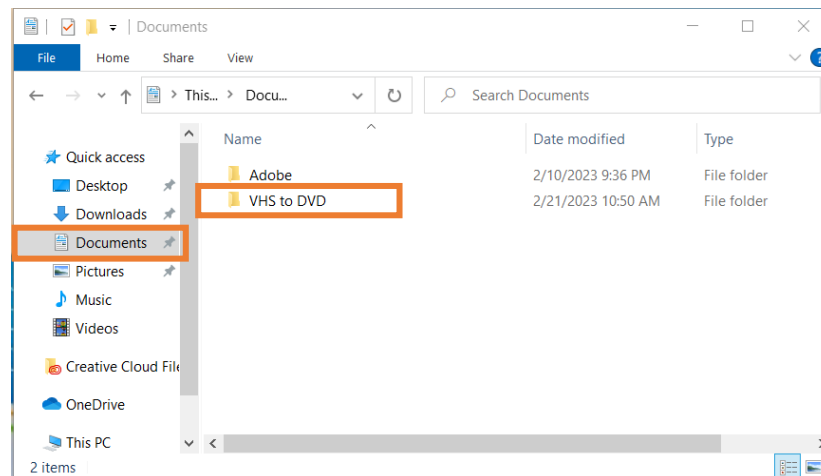 Documents
File Home Share View
This... Docu... Search Documents
Name Date modified Type
Quick access
Desktop
Downloads
Documents
Pictures
Music
Videos
Creative Cloud File
OneDrive
This PC
Adobe 2/10/2023 9:36 PM File folder
VHS to DVD 2/21/2023 10:50 AM File folder
2 items